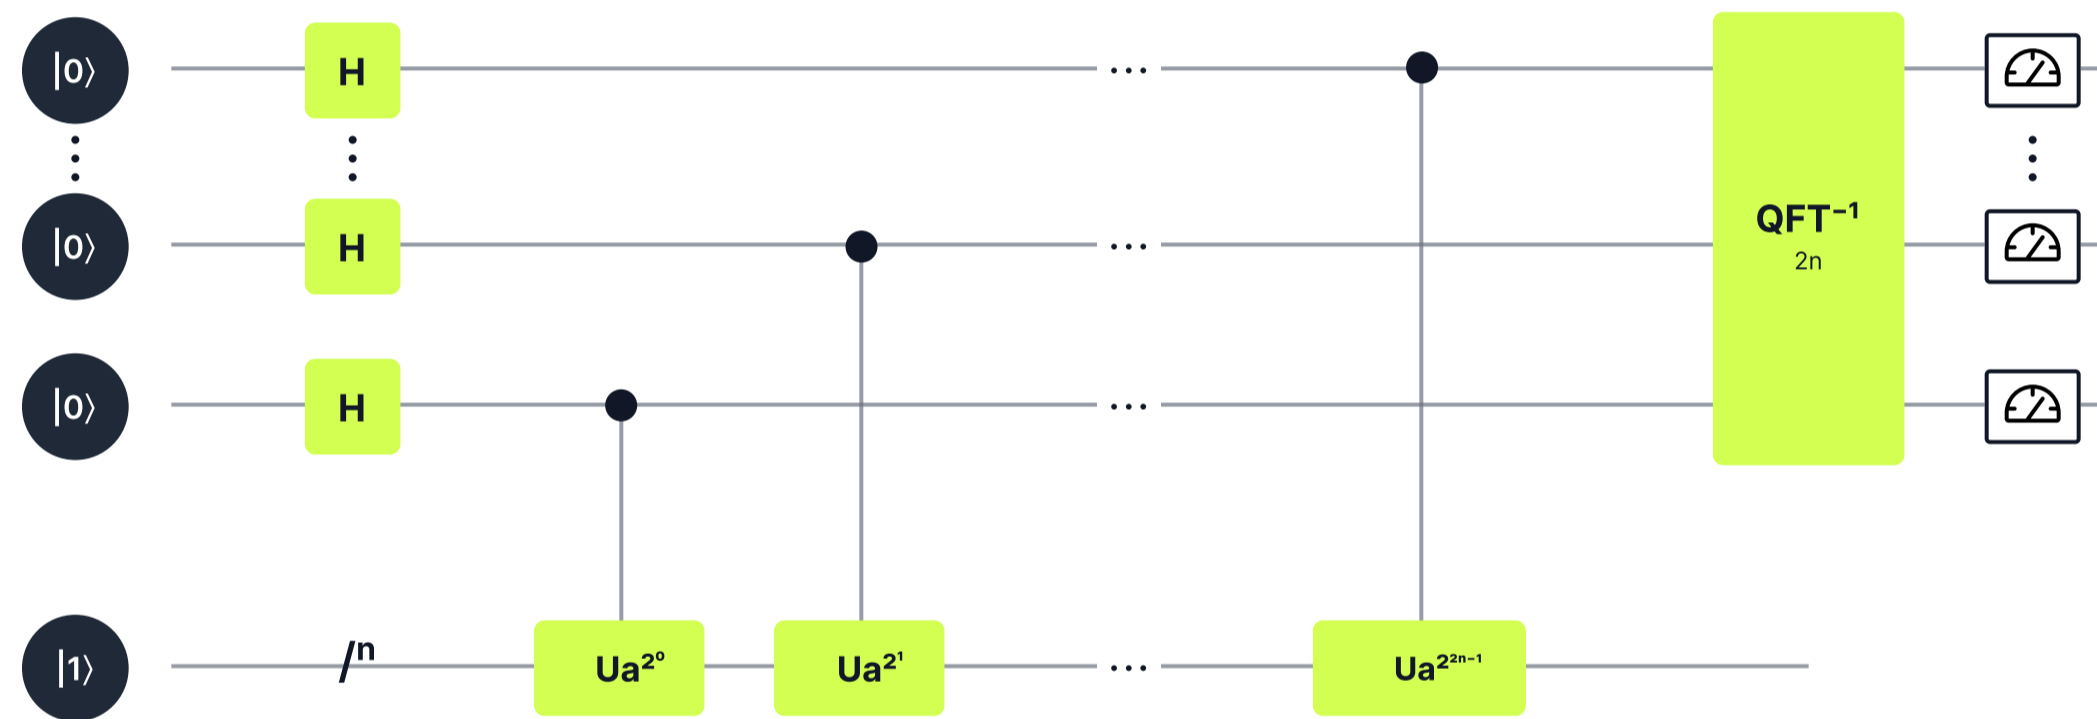 |0⟩ H ...
|0⟩ H ...
QFT⁻¹
2n
|0⟩ H ...
|1⟩ /n Ua²⁰ Ua²¹ ... Ua²²ⁿ⁻¹